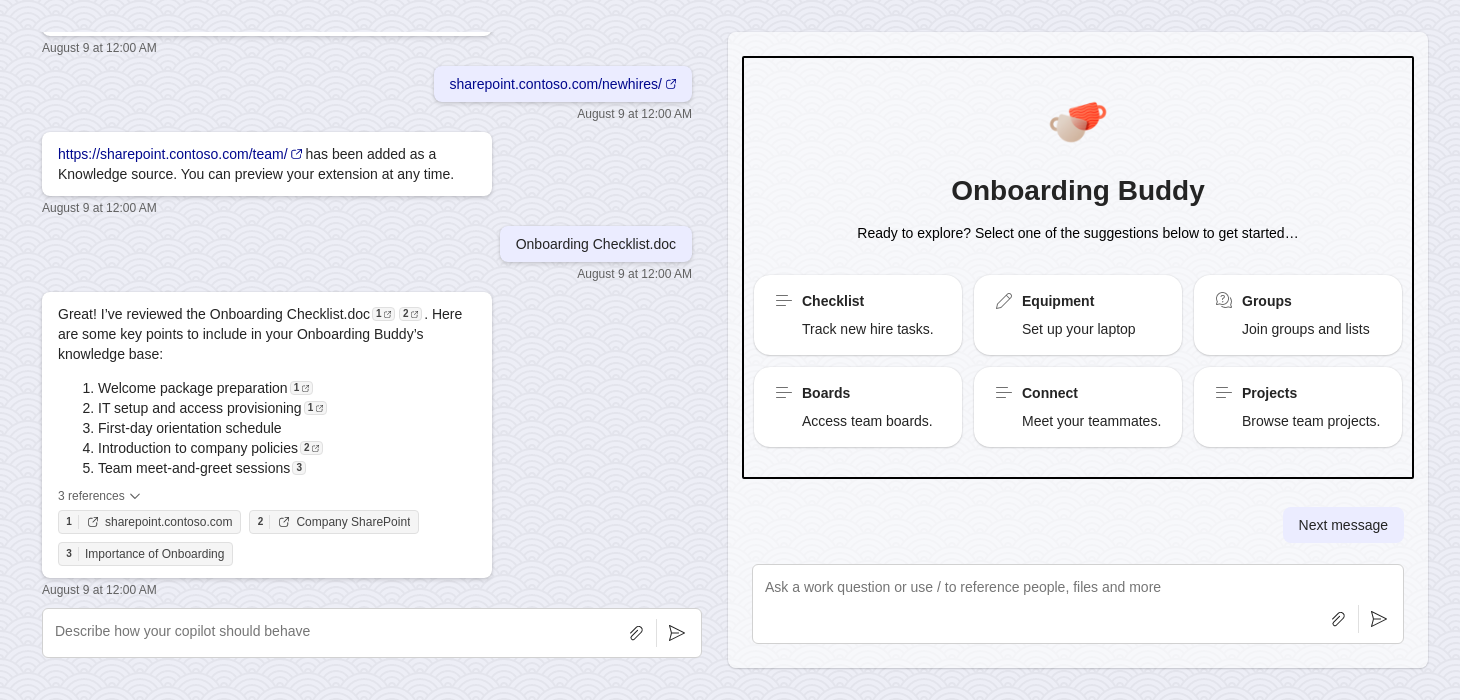 August 9 at 12:00 AM
sharepoint.contoso.com/newhires/
August 9 at 12:00 AM
https://sharepoint.contoso.com/team/ has been added as a
Knowledge source. You can preview your extension at any time.
August 9 at 12:00 AM
Onboarding Checklist.doc
August 9 at 12:00 AM
Great! I’ve reviewed the Onboarding Checklist.doc 1 2 . Here
are some key points to include in your Onboarding Buddy’s
knowledge base:
1. Welcome package preparation 1
2. IT setup and access provisioning 1
3. First-day orientation schedule
4. Introduction to company policies 2
5. Team meet-and-greet sessions 3
3 references
1 sharepoint.contoso.com
2 Company SharePoint
3 Importance of Onboarding
August 9 at 12:00 AM
Describe how your copilot should behave
Onboarding Buddy
Ready to explore? Select one of the suggestions below to get started…
Checklist
Track new hire tasks.
Equipment
Set up your laptop
Groups
Join groups and lists
Boards
Access team boards.
Connect
Meet your teammates.
Projects
Browse team projects.
Next message
Ask a work question or use / to reference people, files and more